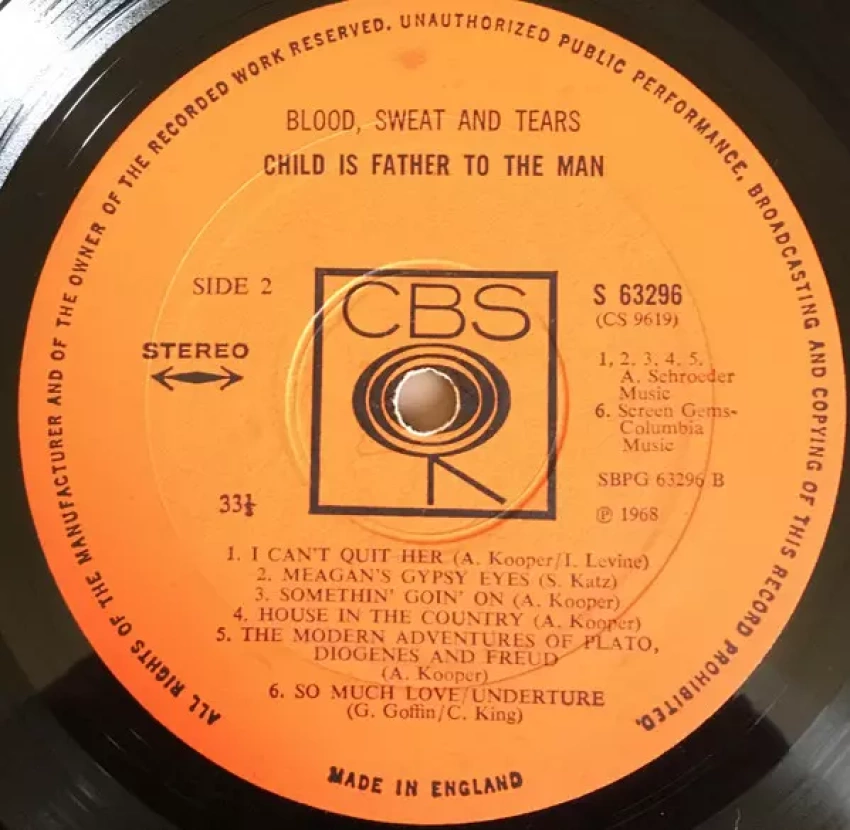 ALL RIGHTS OF THE MANUFACTURER AND OF THE OWNER OF THE RECORDED WORK RESERVED. UNAUTHORIZED PUBLIC PERFORMANCE, BROADCASTING AND COPYING OF THIS RECORD PROHIBITED.
BLOOD, SWEAT AND TEARS
CHILD IS FATHER TO THE MAN
SIDE 2
STEREO
33⅓
CBS
S 63296
(CS 9619)
1, 2, 3, 4, 5.
A. Schroeder
Music
6. Screen Gems-
Columbia
Music
SBPG 63296 B
℗ 1968
1. I CAN'T QUIT HER (A. Kooper/I. Levine)
2. MEAGAN'S GYPSY EYES (S. Katz)
3. SOMETHIN' GOIN' ON (A. Kooper)
4. HOUSE IN THE COUNTRY (A. Kooper)
5. THE MODERN ADVENTURES OF PLATO,
DIOGENES AND FREUD
(A. Kooper)
6. SO MUCH LOVE/UNDERTURE
(G. Goffin/C. King)
MADE IN ENGLAND